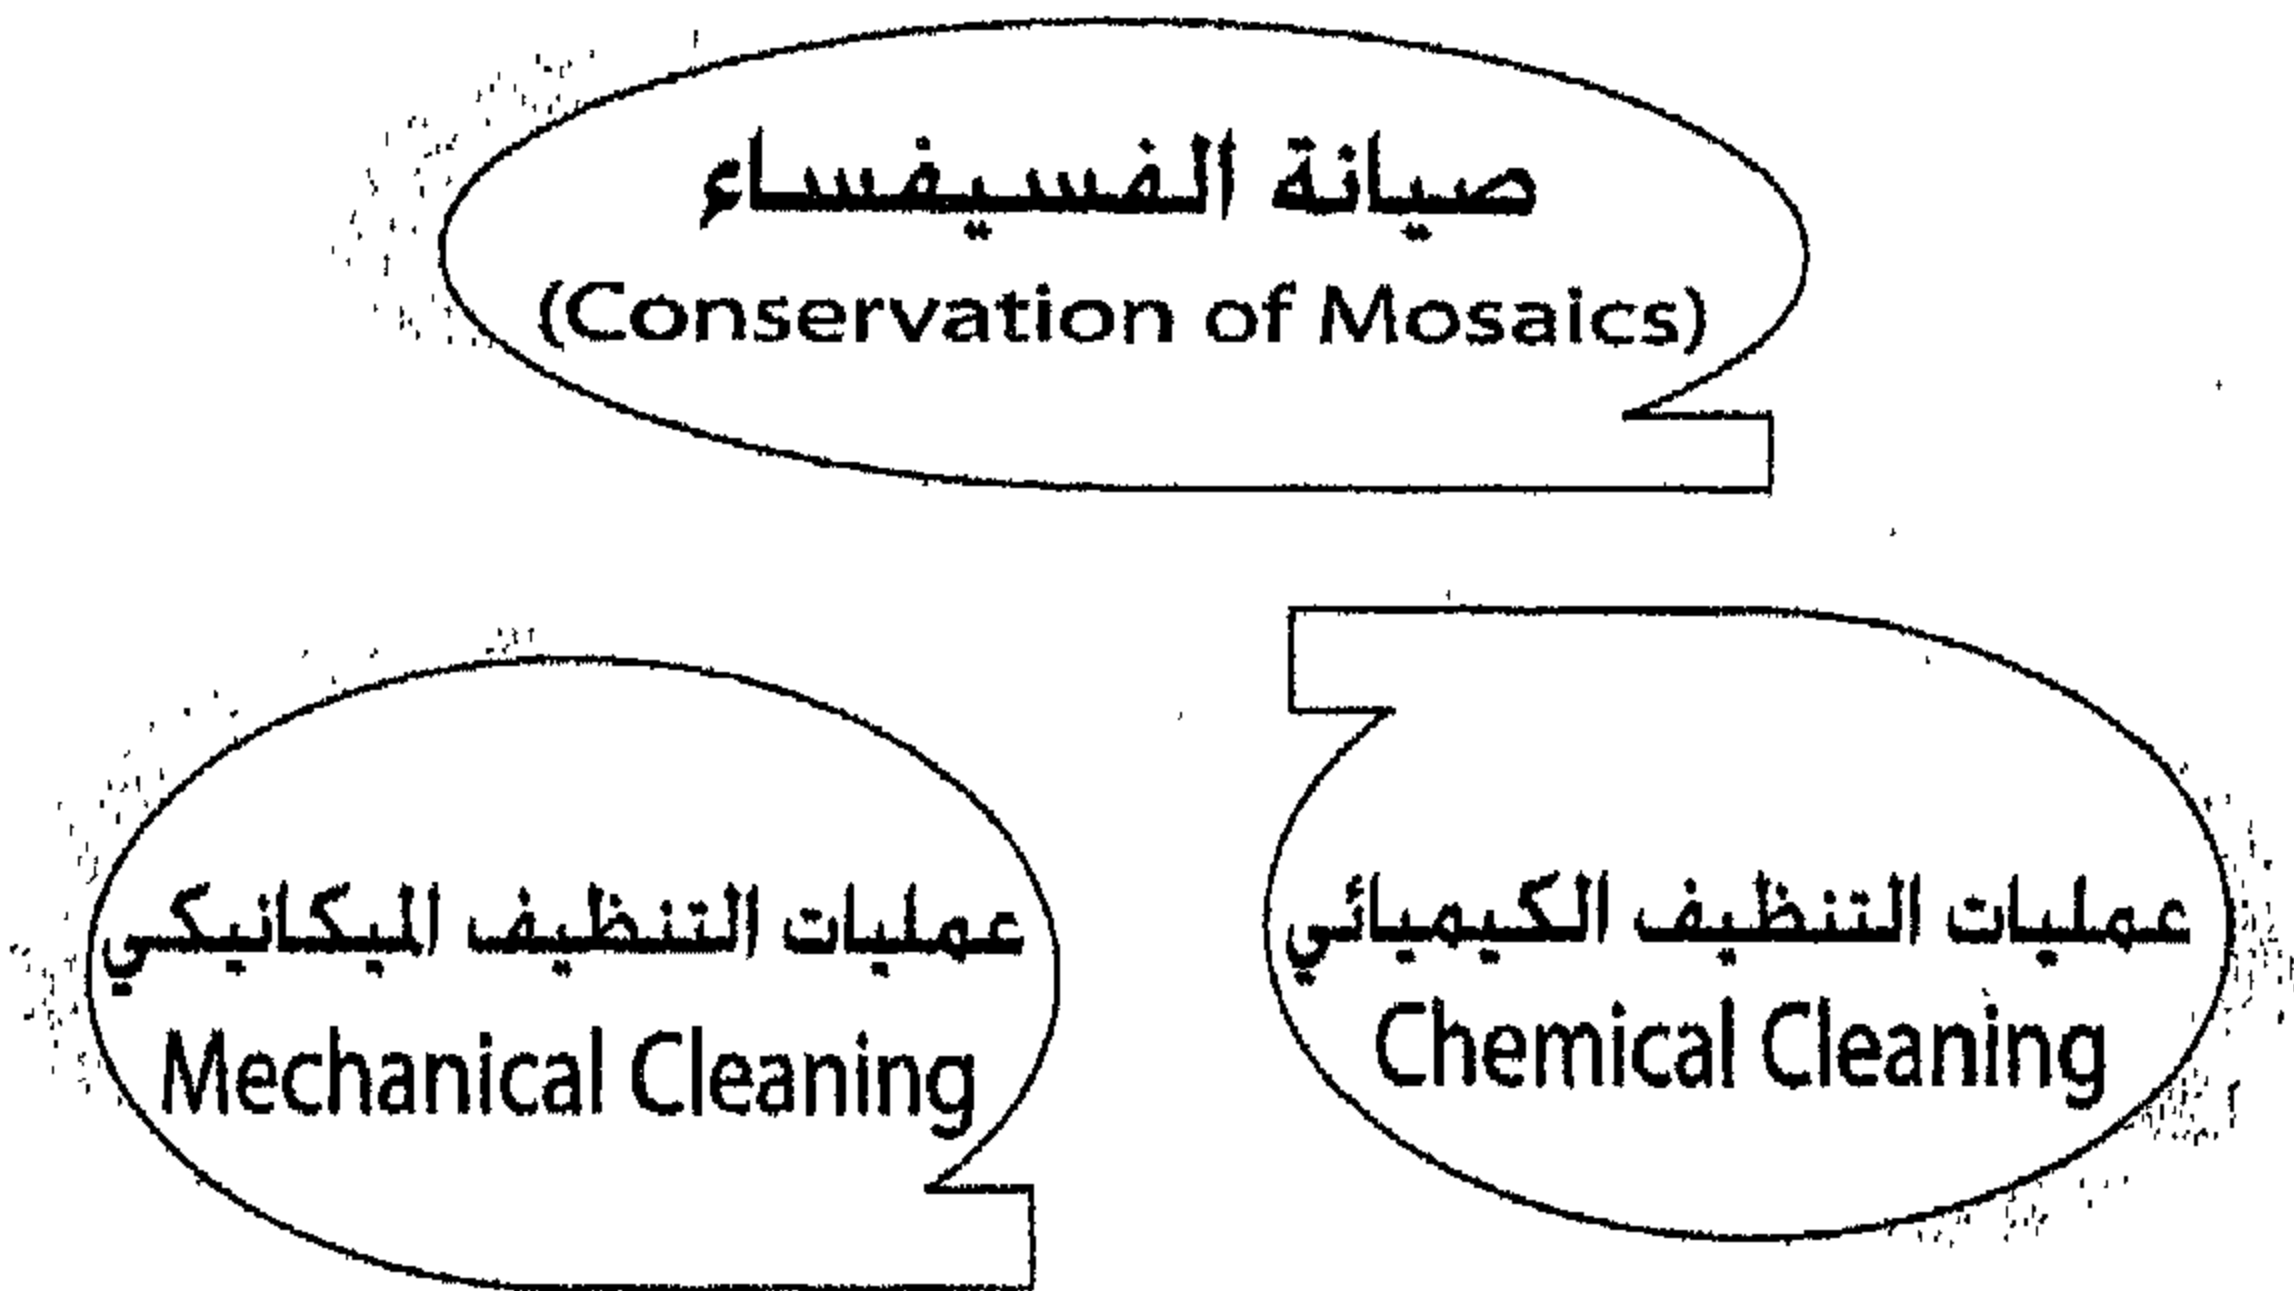 صيانة الفسيفساء
(Conservation of Mosaics)
عمليات التنظيف الكيميائي
Chemical Cleaning
عمليات التنظيف الميكانيكي
Mechanical Cleaning